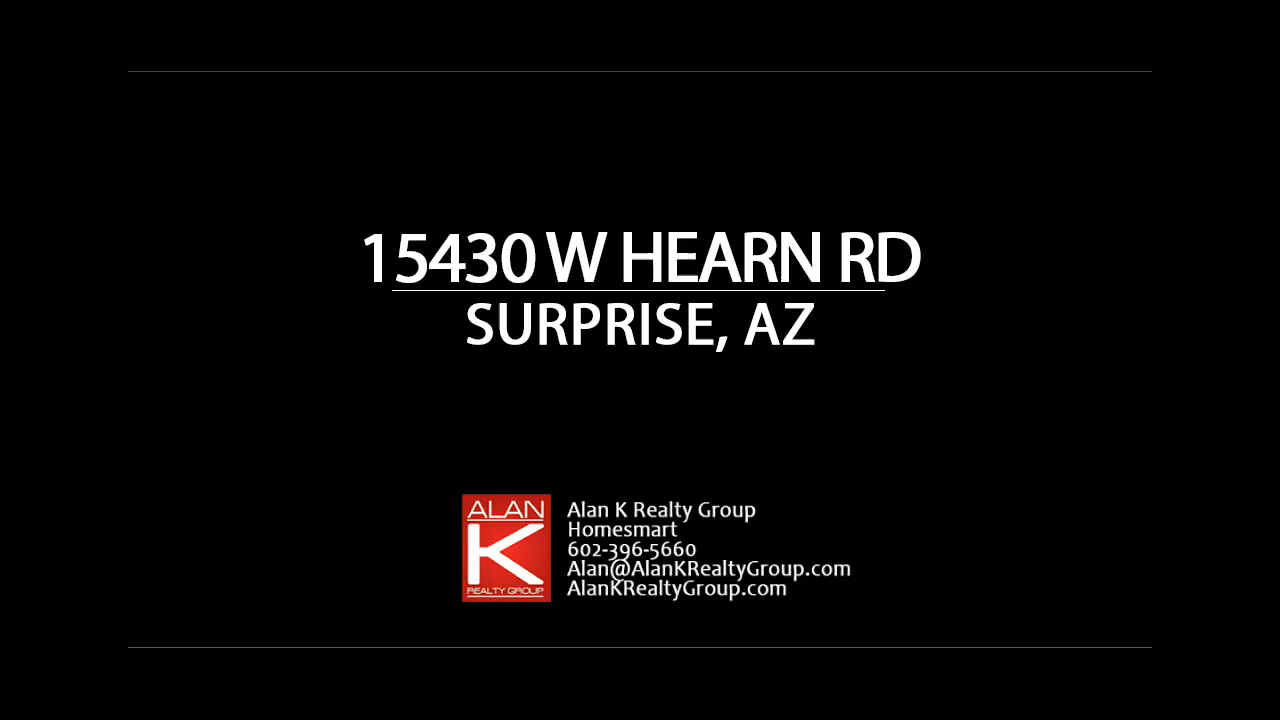 15430 W HEARN RD
SURPRISE, AZ
ALAN
K
REALTY GROUP
Alan K Realty Group
Homesmart
602-396-5660
Alan@AlanKRealtyGroup.com
AlanKRealtyGroup.com